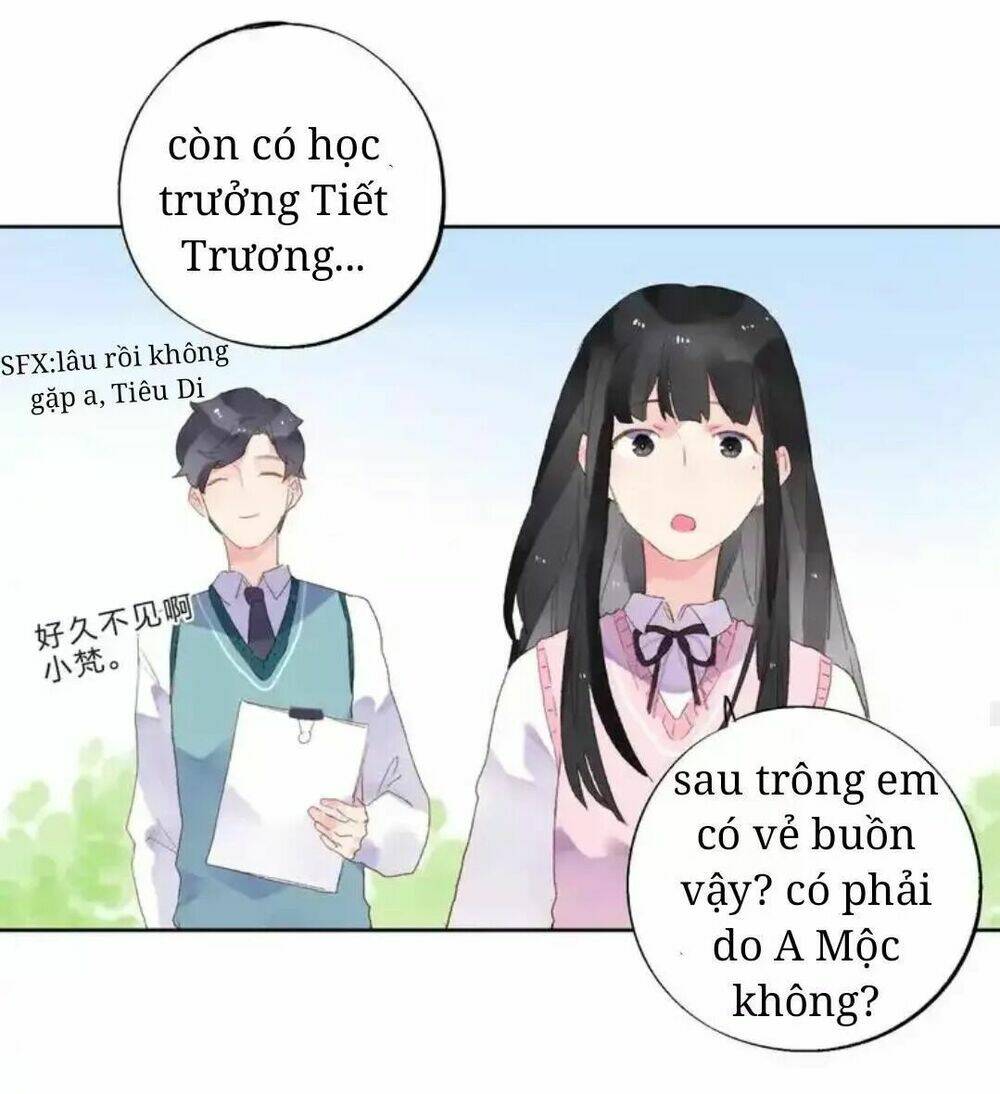 còn có học
trưởng Tiết
Trương...
SFX:lâu rồi không
gặp a, Tiêu Di
好久不见啊
小梵。
sau trông em
có vẻ buồn
vậy? có phải
do A Mộc
không?